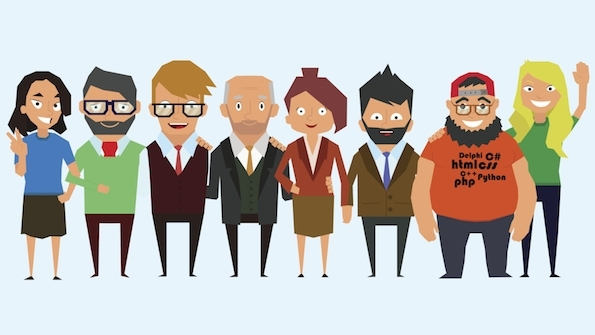 Delphi C#
html css
C++
php Python